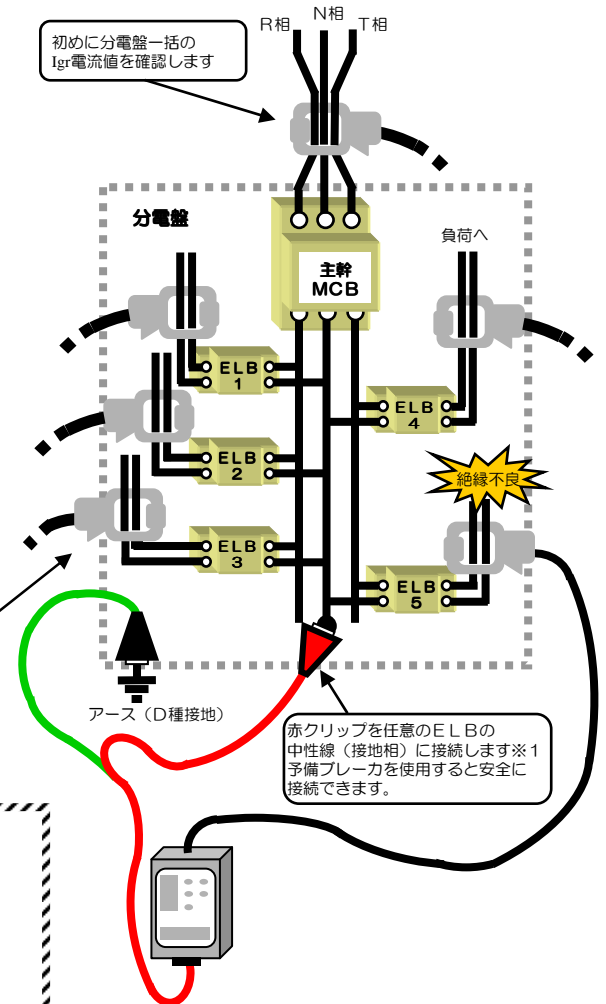 R相 N相 T相
初めに分電盤一括の
Igr電流値を確認します
分電盤
主幹
MCB
負荷へ
ELB
1
ELB
2
ELB
3
ELB
4
絶縁不良
ELB
5
アース（D種接地）
赤クリップを任意のＥＬＢの
中性線（接地相）に接続します※１
予備ブレーカを使用すると安全に
接続できます。